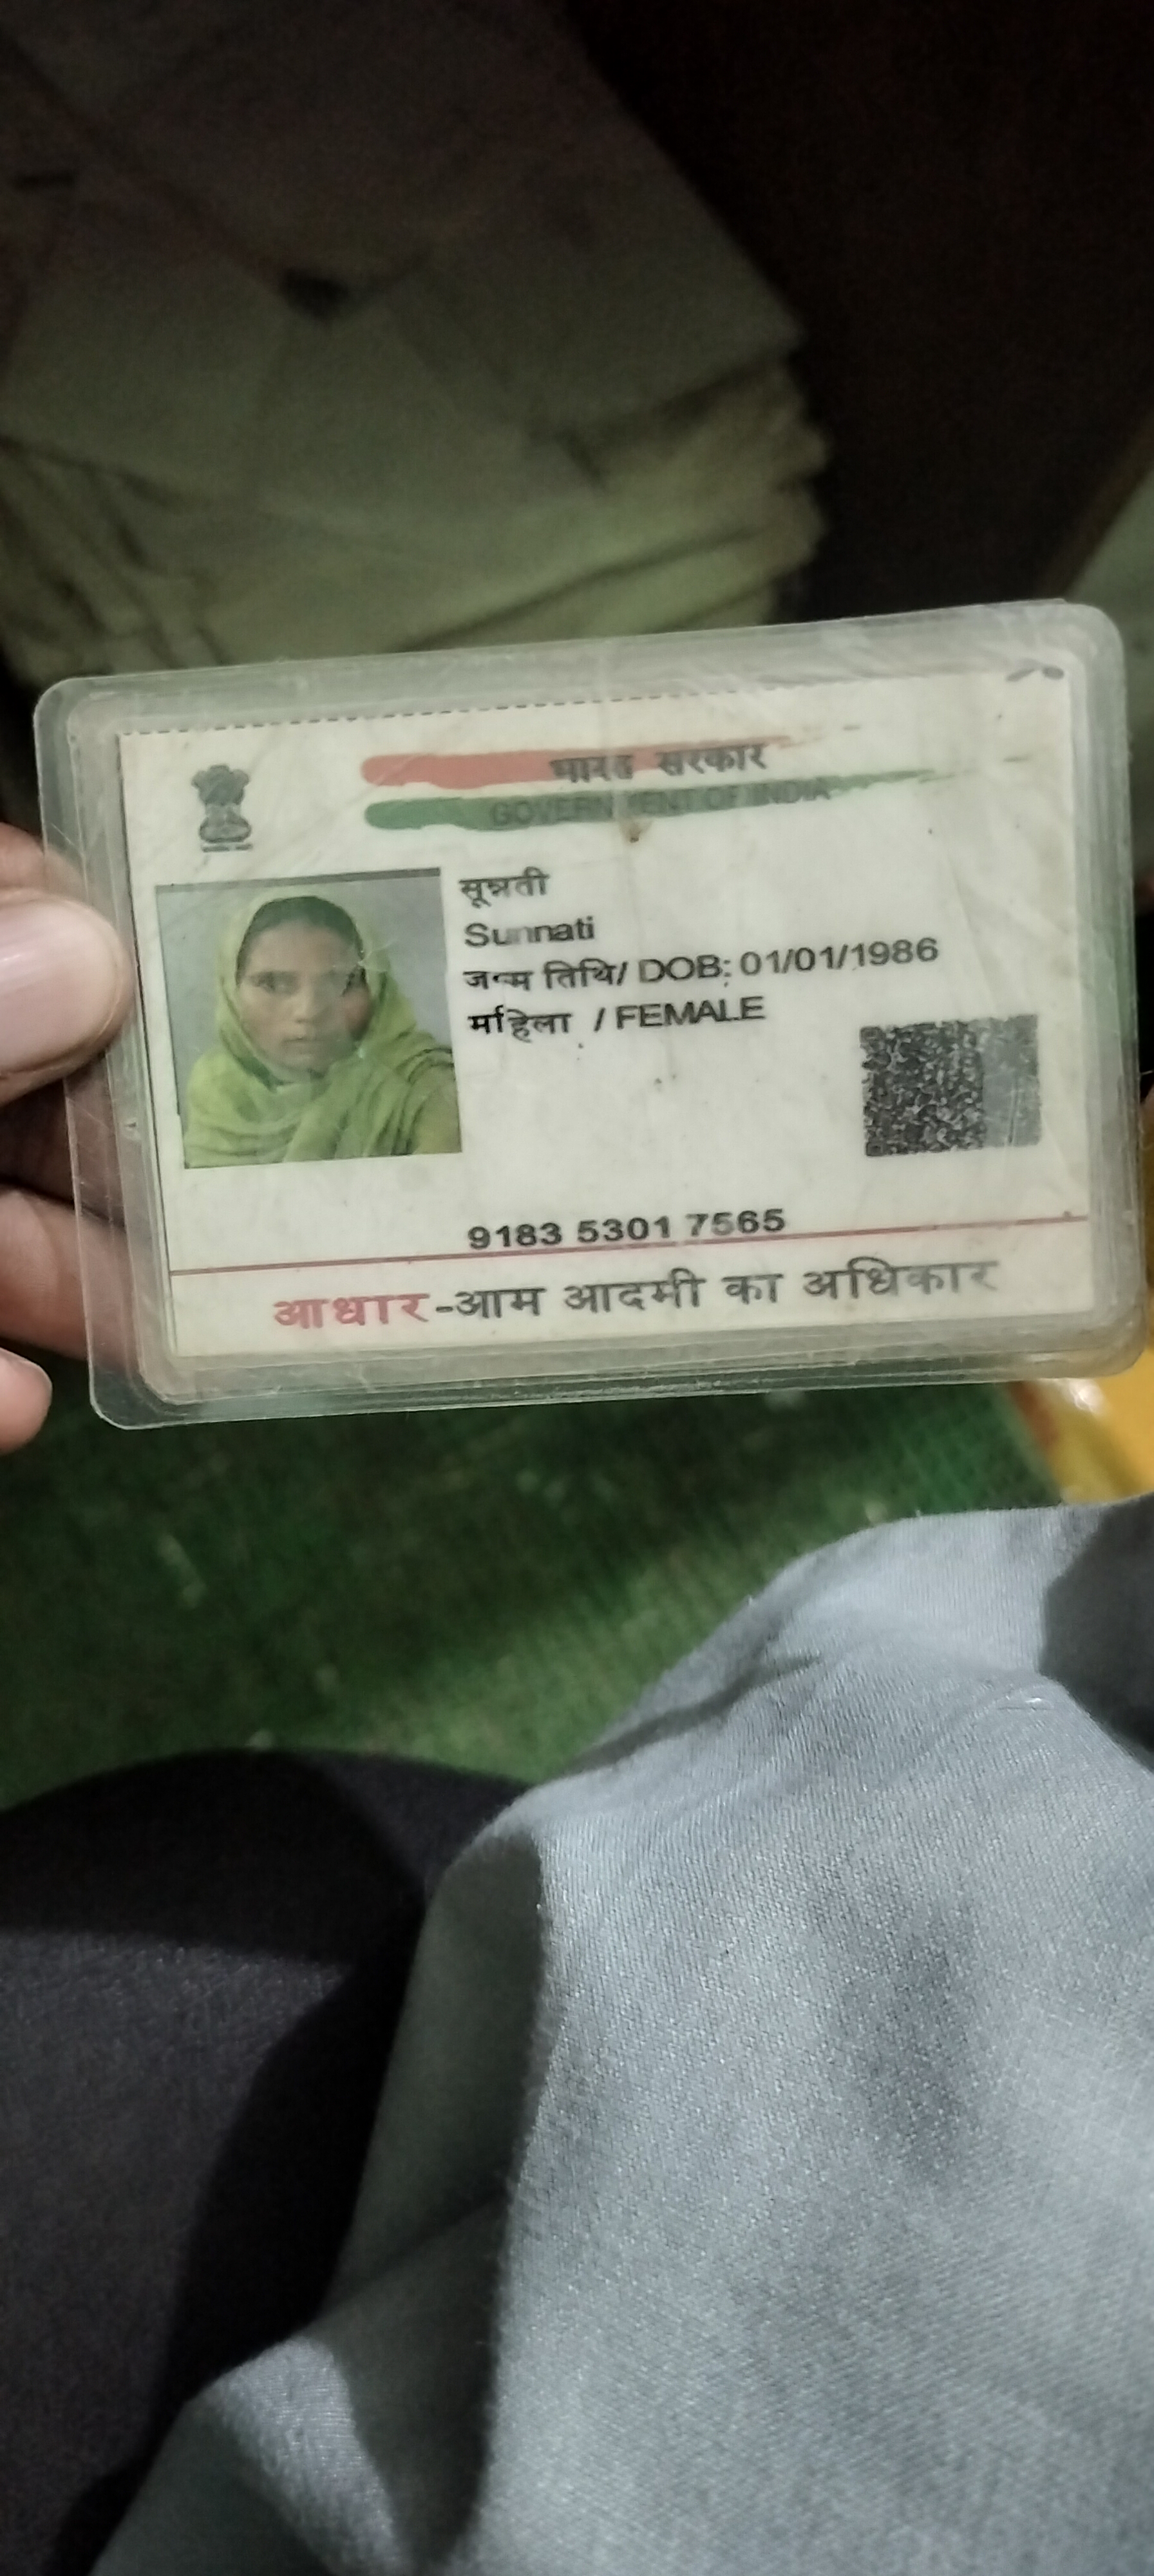 भारत सरकार
GOVERNMENT OF INDIA
सून्नती
Sunnati
जन्म तिथि/ DOB: 01/01/1986
महिला / FEMALE
9183 5301 7565
आधार-आम आदमी का अधिकार